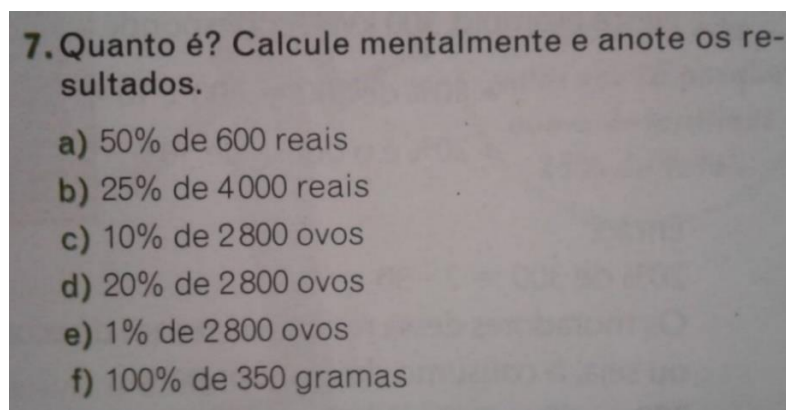 7. Quanto é? Calcule mentalmente e anote os re-
sultados.
a) 50% de 600 reais
b) 25% de 4000 reais
c) 10% de 2800 ovos
d) 20% de 2800 ovos
e) 1% de 2800 ovos
f) 100% de 350 gramas